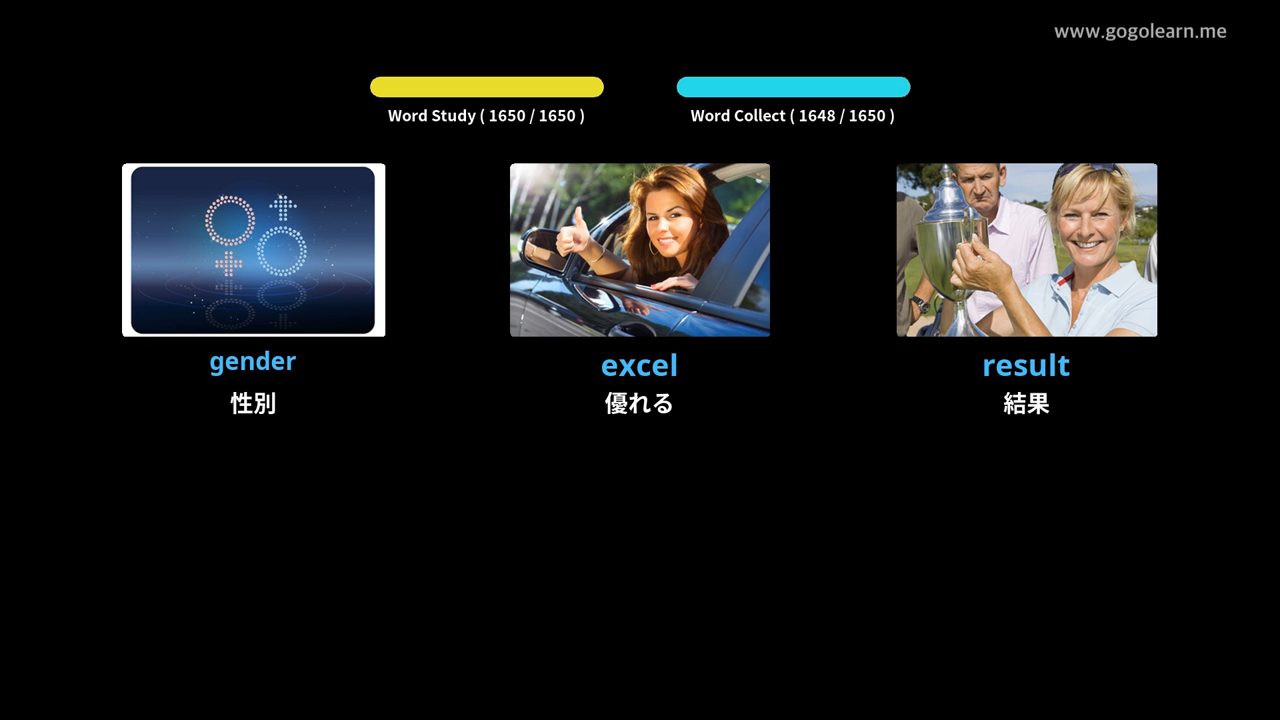 www.gogolearn.me
Word Study ( 1650 / 1650 )
Word Collect ( 1648 / 1650 )
gender
excel
result
性別
優れる
結果